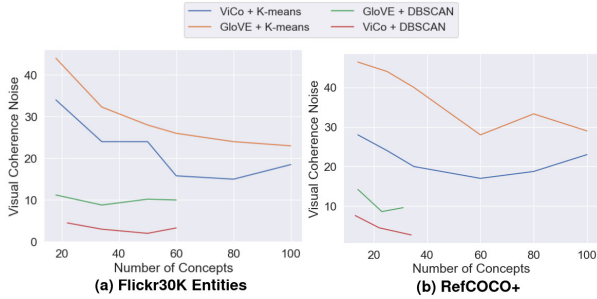 ViCo + K-means
GloVE + DBSCAN
GloVE + K-means
ViCo + DBSCAN
Visual Coherence Noise
40
30
20
10
0
20
40
60
80
100
Number of Concepts
(a) Flickr30K Entities
Visual Coherence Noise
50
40
30
20
10
20
40
60
80
100
Number of Concepts
(b) RefCOCO+